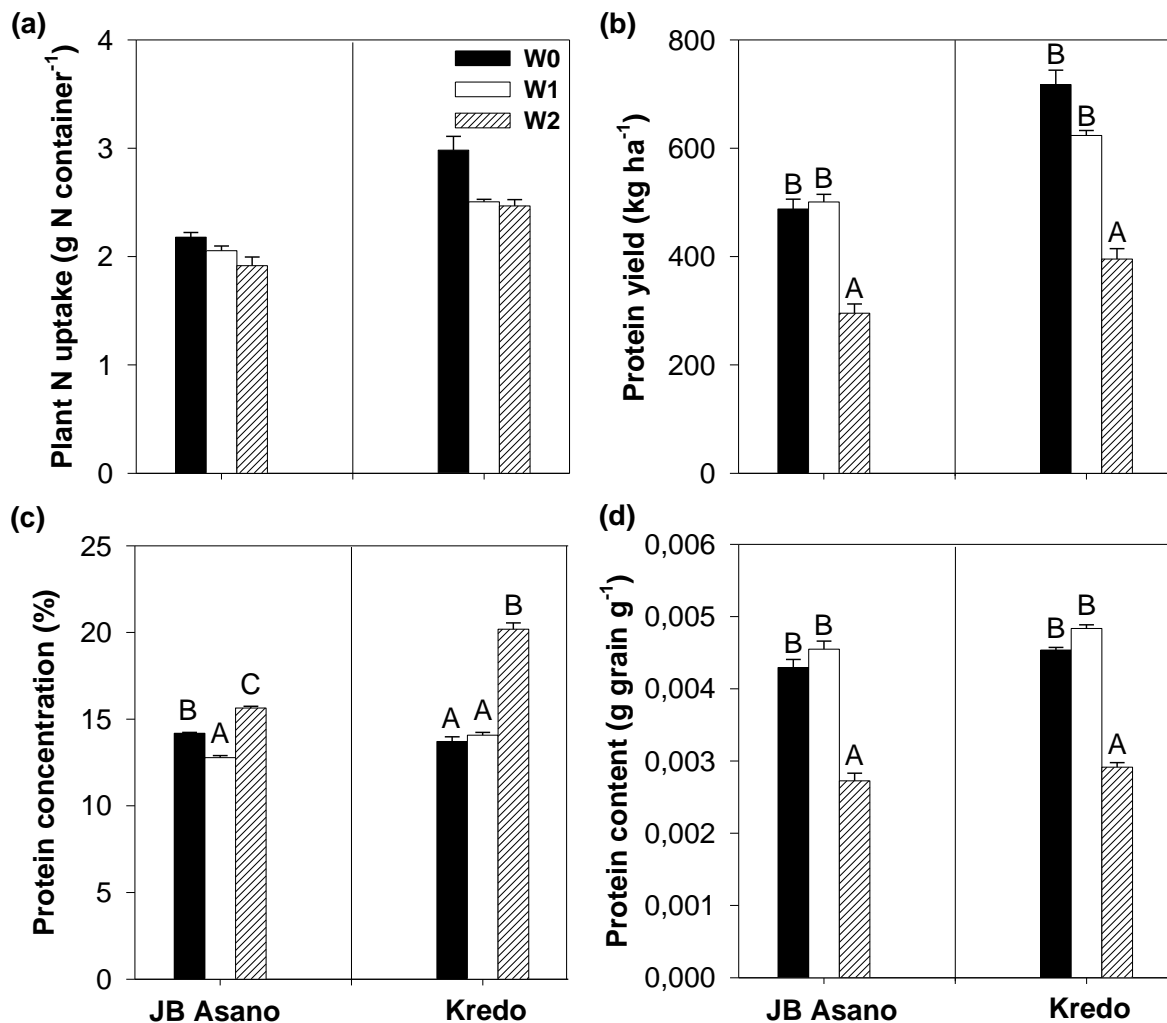 (a)
Plant N uptake (g N container⁻¹)
4
3
2
1
0
W0
W1
W2
(b)
Protein yield (kg ha⁻¹)
800
600
400
200
0
B B A
B B A
(c)
Protein concentration (%)
25
20
15
10
5
0
B A C
A A B
JB Asano Kredo
(d)
Protein content (g grain g⁻¹)
0,006
0,005
0,004
0,003
0,002
0,001
0,000
B B A
B B A
JB Asano Kredo